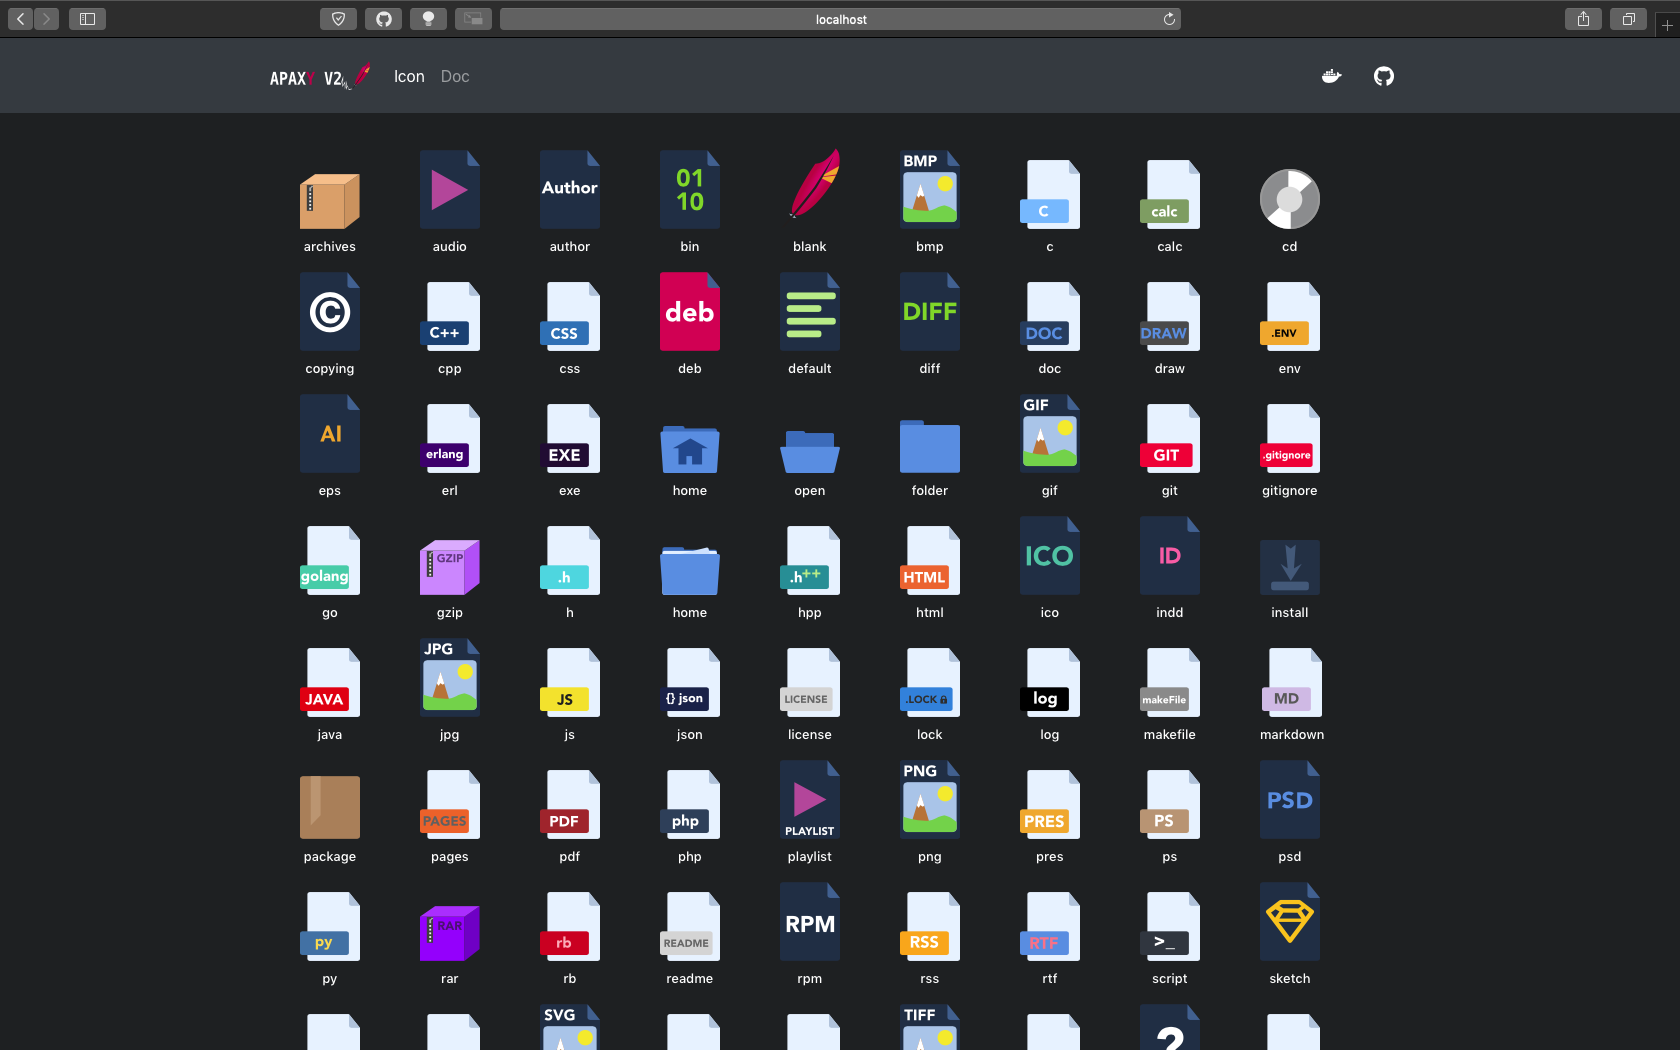 localhost
APAXY V2 Icon Doc
Author 01 BMP
10 C calc
archives audio author bin blank bmp c calc cd
© C++ CSS deb DIFF DOC DRAW .ENV
copying cpp css deb default diff doc draw env
AI erlang EXE GIF GIT .gitignore
eps erl exe home open folder gif git gitignore
golang GZIP .h .h++ HTML ICO ID
go gzip h home hpp html ico indd install
JAVA JPG JS {} json LICENSE .LOCK log makeFile MD
java jpg js json license lock log makefile markdown
PAGES PDF php PLAYLIST PNG PRES PS PSD
package pages pdf php playlist png pres ps psd
py RAR rb README RPM RSS RTF >_
py rar rb readme rpm rss rtf script sketch
SVG TIFF ?